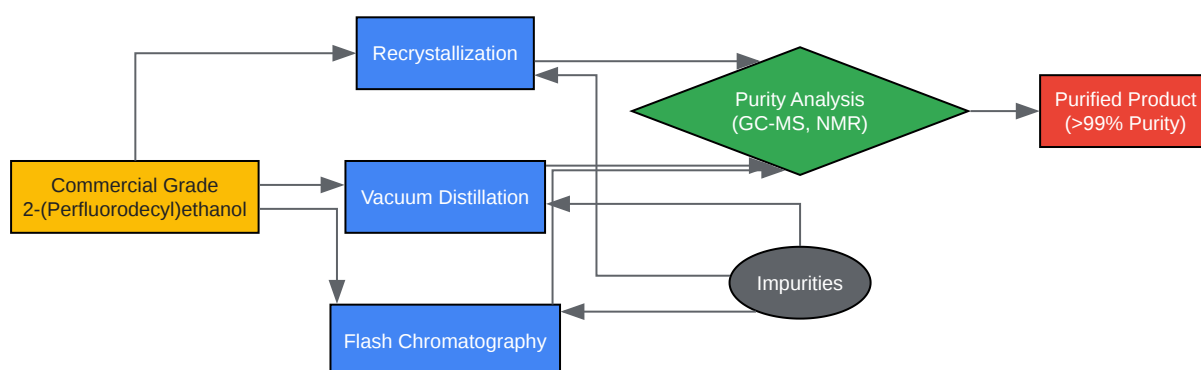 Recrystallization
Purity Analysis
(GC-MS, NMR)
Purified Product
(>99% Purity)
Commercial Grade
2-(Perfluorodecyl)ethanol
Vacuum Distillation
Impurities
Flash Chromatography